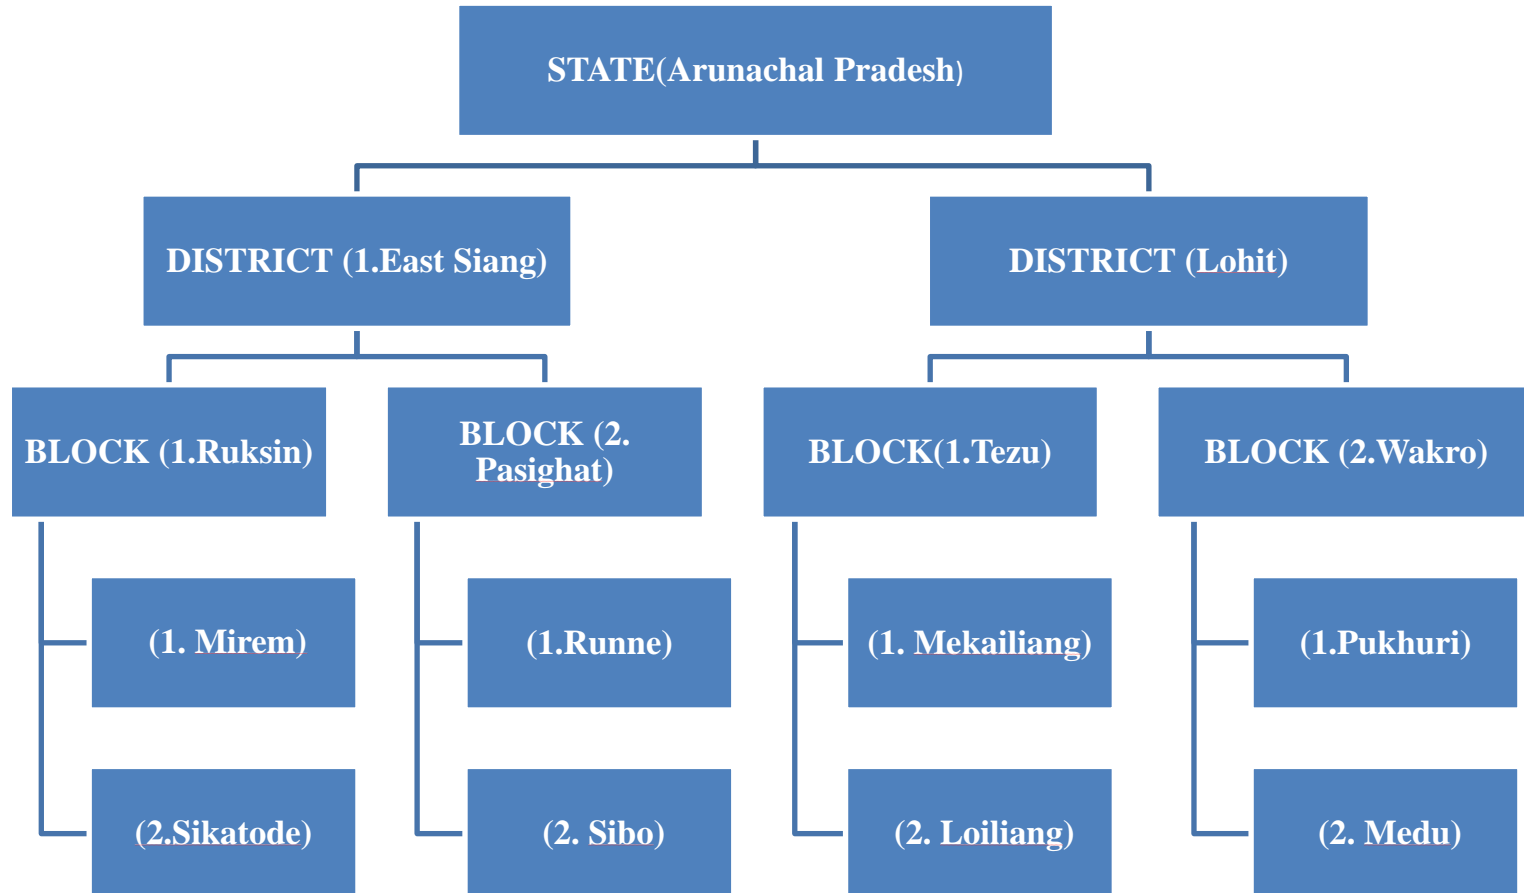 STATE(Arunachal Pradesh)
DISTRICT (1.East Siang)
DISTRICT (Lohit)
BLOCK (1.Ruksin)
BLOCK (2.
Pasighat)
BLOCK(1.Tezu)
BLOCK (2.Wakro)
(1. Mirem)
(1.Runne)
(1. Mekailiang)
(1.Pukhuri)
(2.Sikatode)
(2. Sibo)
(2. Loiliang)
(2. Medu)